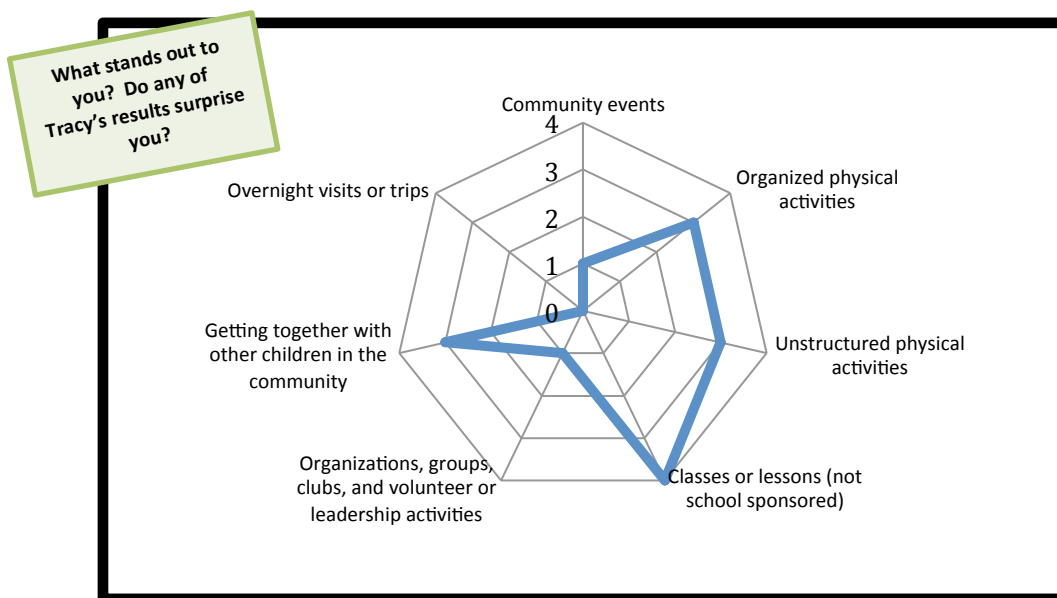 What stands out to
you?  Do any of
Tracy's results surprise
you?
Community events
4
3
2
1
0
Organized physical
activities
Unstructured physical
activities
Classes or lessons (not
school sponsored)
Organizations, groups,
clubs, and volunteer or
leadership activities
Getting together with
other children in the
community
Overnight visits or trips